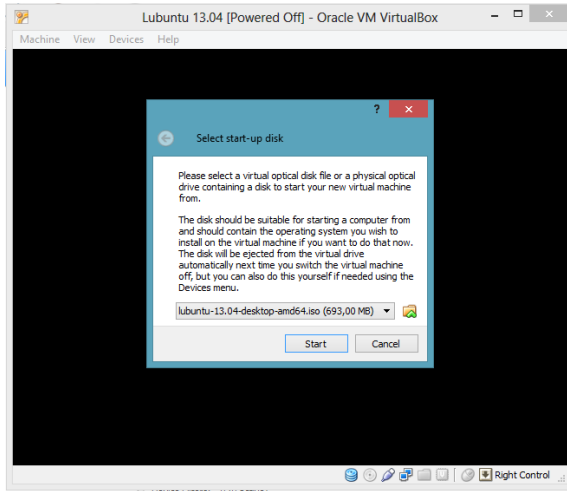 Lubuntu 13.04 [Powered Off] - Oracle VM VirtualBox
Machine View Devices Help
?
Select start-up disk
Please select a virtual optical disk file or a physical optical
drive containing a disk to start your new virtual machine
from.
The disk should be suitable for starting a computer from
and should contain the operating system you wish to
install on the virtual machine if you want to do that now.
The disk will be ejected from the virtual drive
automatically next time you switch the virtual machine
off, but you can also do this yourself if needed using the
Devices menu.
lubuntu-13.04-desktop-amd64.iso (693,00 MB)
Start Cancel
Right Control